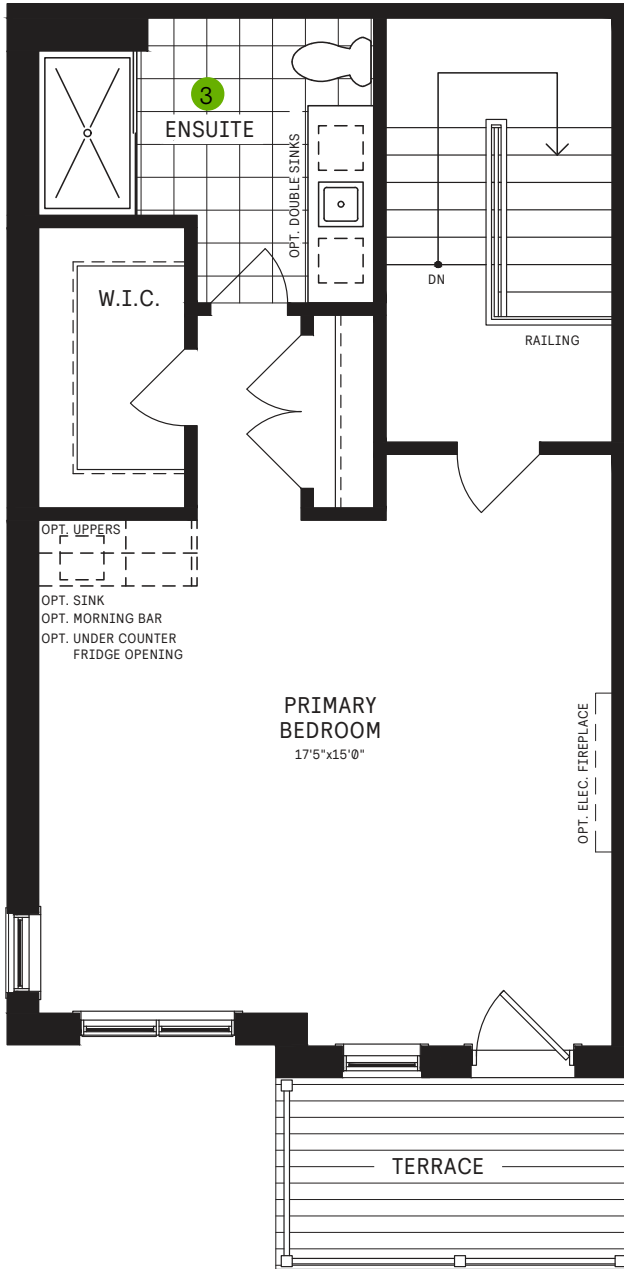 3
ENSUITE
OPT. DOUBLE SINKS
DN
W.I.C.
RAILING
OPT. UPPERS
OPT. SINK
OPT. MORNING BAR
OPT. UNDER COUNTER
FRIDGE OPENING
PRIMARY
BEDROOM
17'5"x15'0"
OPT. ELEC. FIREPLACE
TERRACE